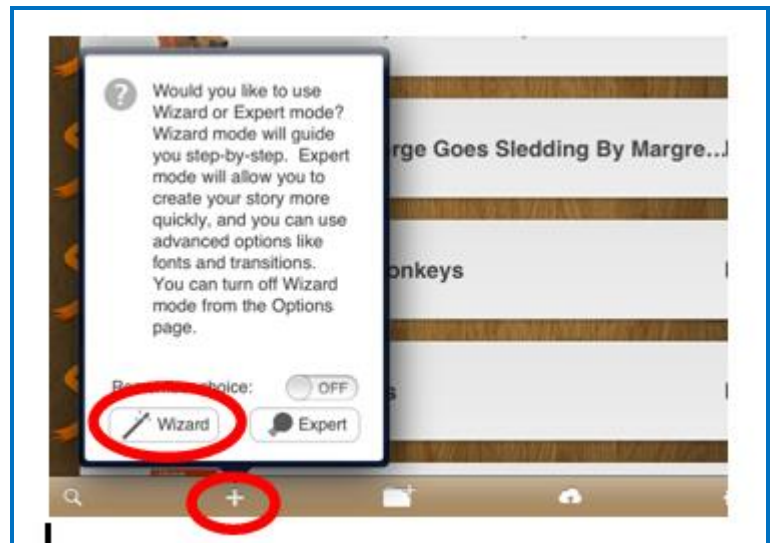 Would you like to use
Wizard or Expert mode?
Wizard mode will guide
you step-by-step. Expert
mode will allow you to
create your story more
quickly, and you can use
advanced options like
fonts and transitions.
You can turn off Wizard
mode from the Options
page.
choice: OFF
Wizard Expert
rge Goes Sledding By Margre...
onkeys
s